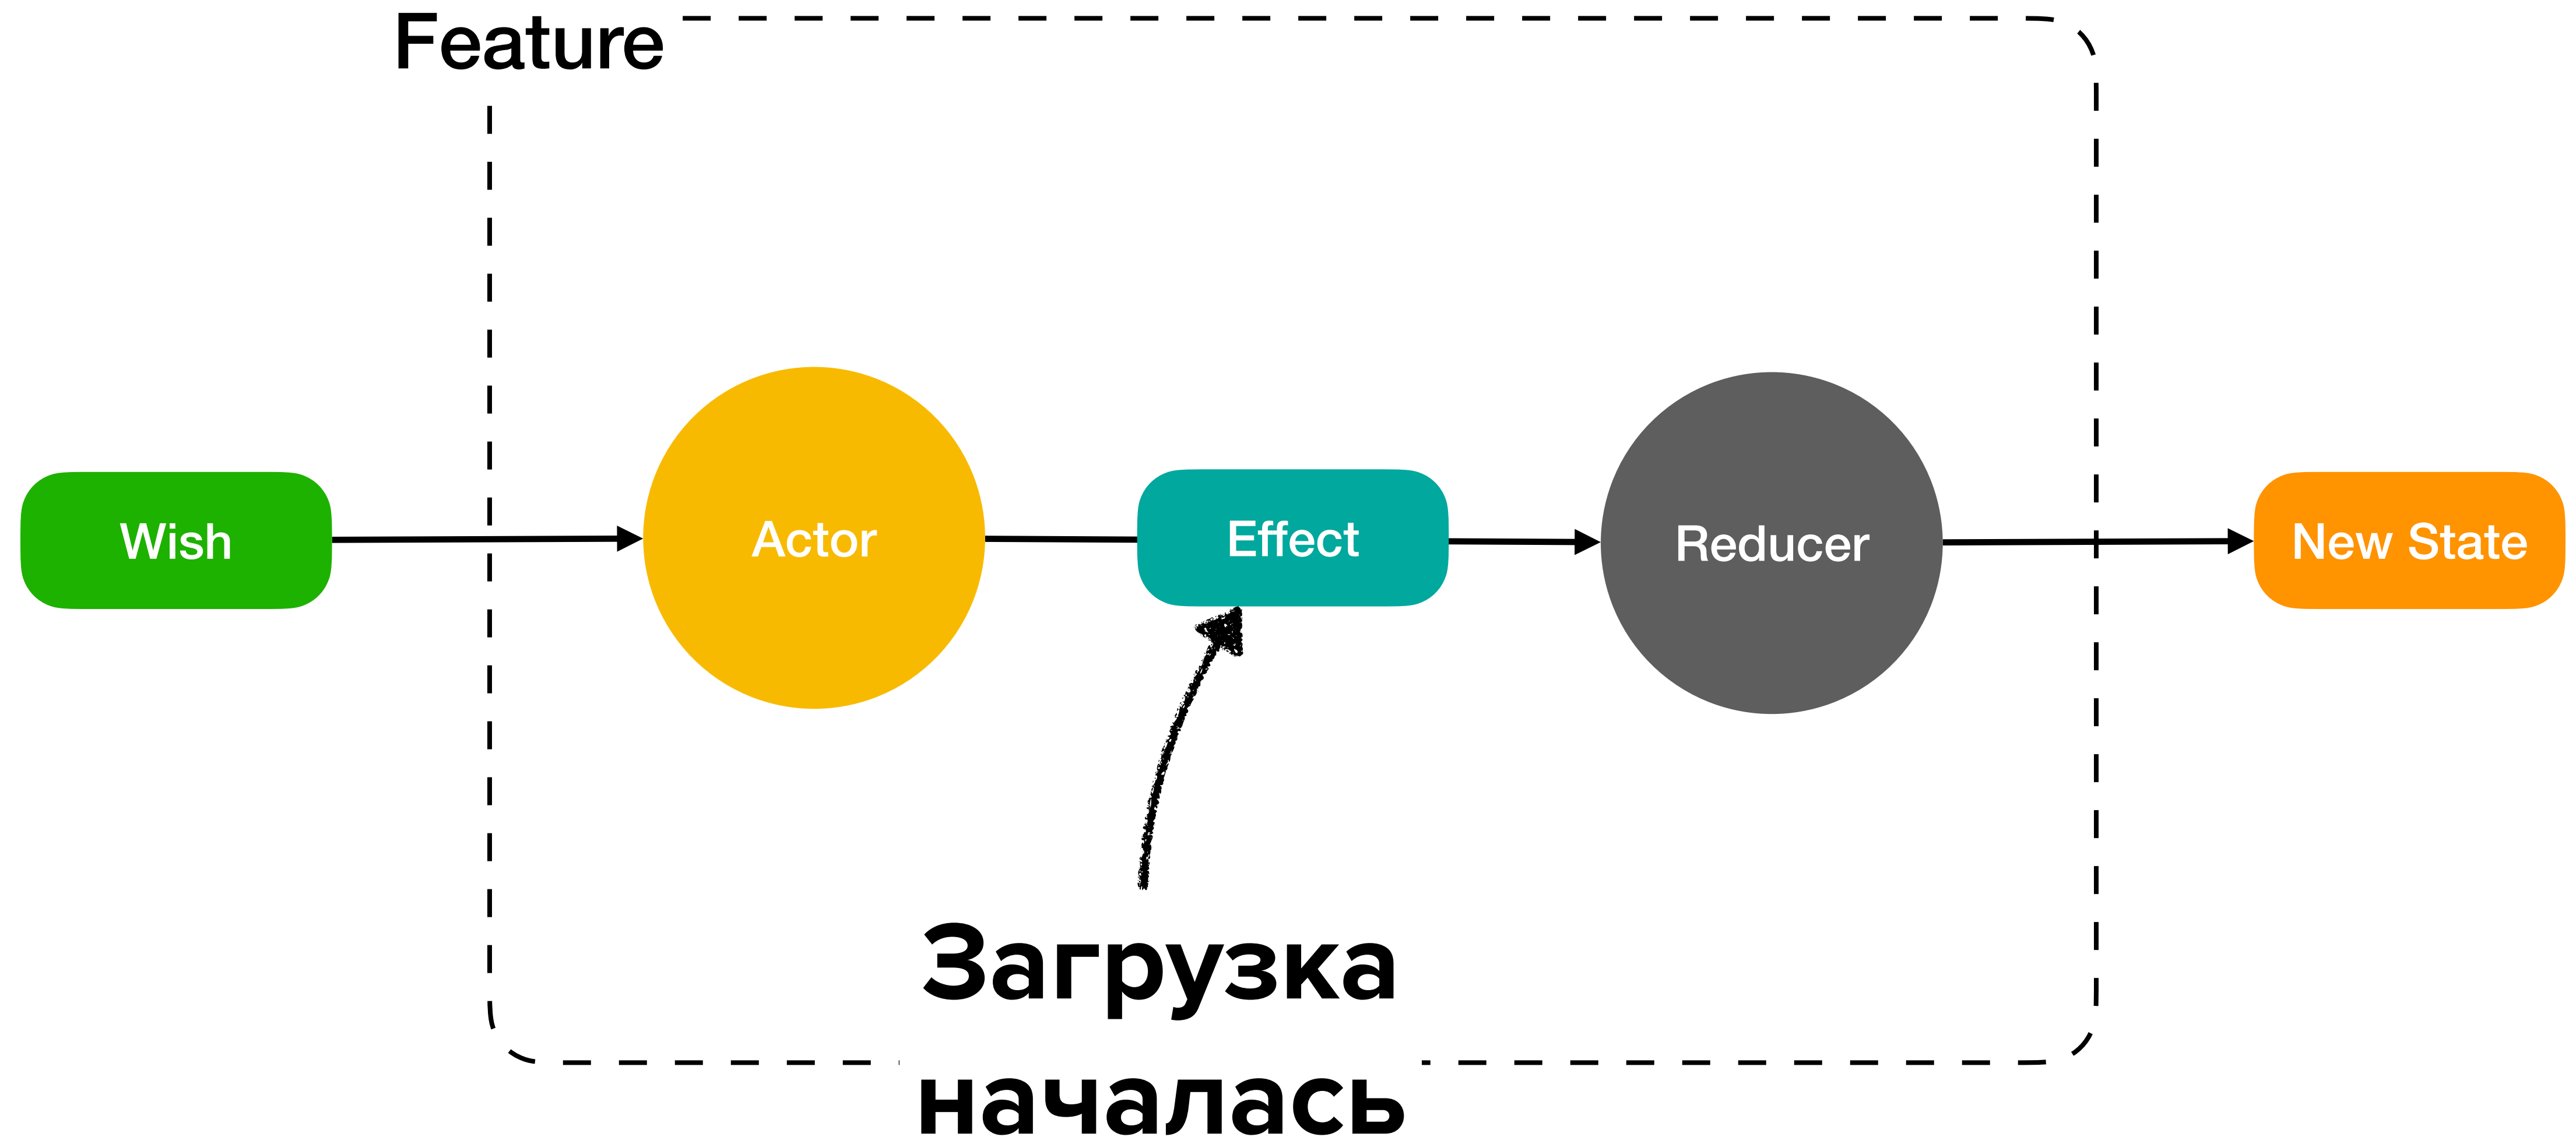 Feature
Wish
Actor
Effect
Reducer
New State
Загрузка
началась